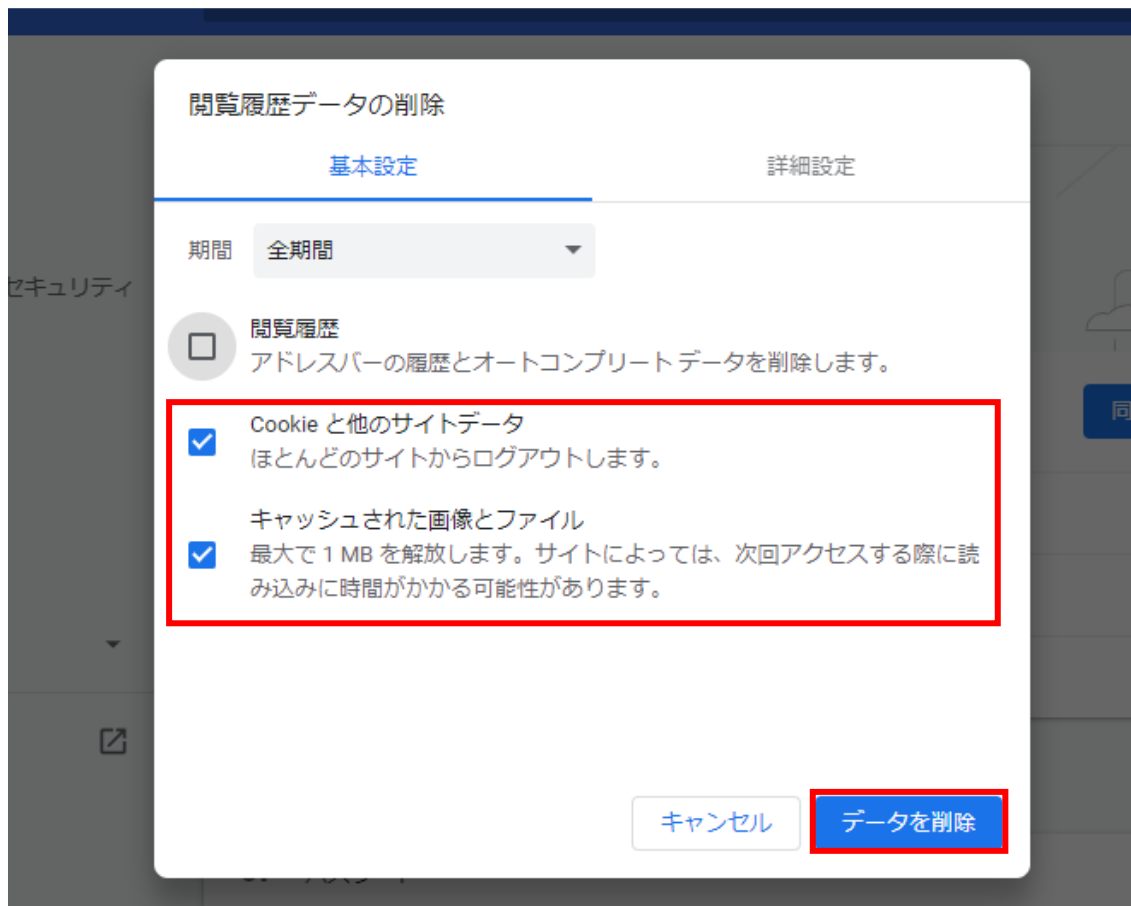 閲覧履歴データの削除
基本設定
詳細設定
期間
全期間
セキュリティ
閲覧履歴
アドレスバーの履歴とオートコンプリート データを削除します。
同
Cookie と他のサイトデータ
ほとんどのサイトからログアウトします。
キャッシュされた画像とファイル
最大で 1 MB を解放します。サイトによっては、次回アクセスする際に読
み込みに時間がかかる可能性があります。
キャンセル
データを削除